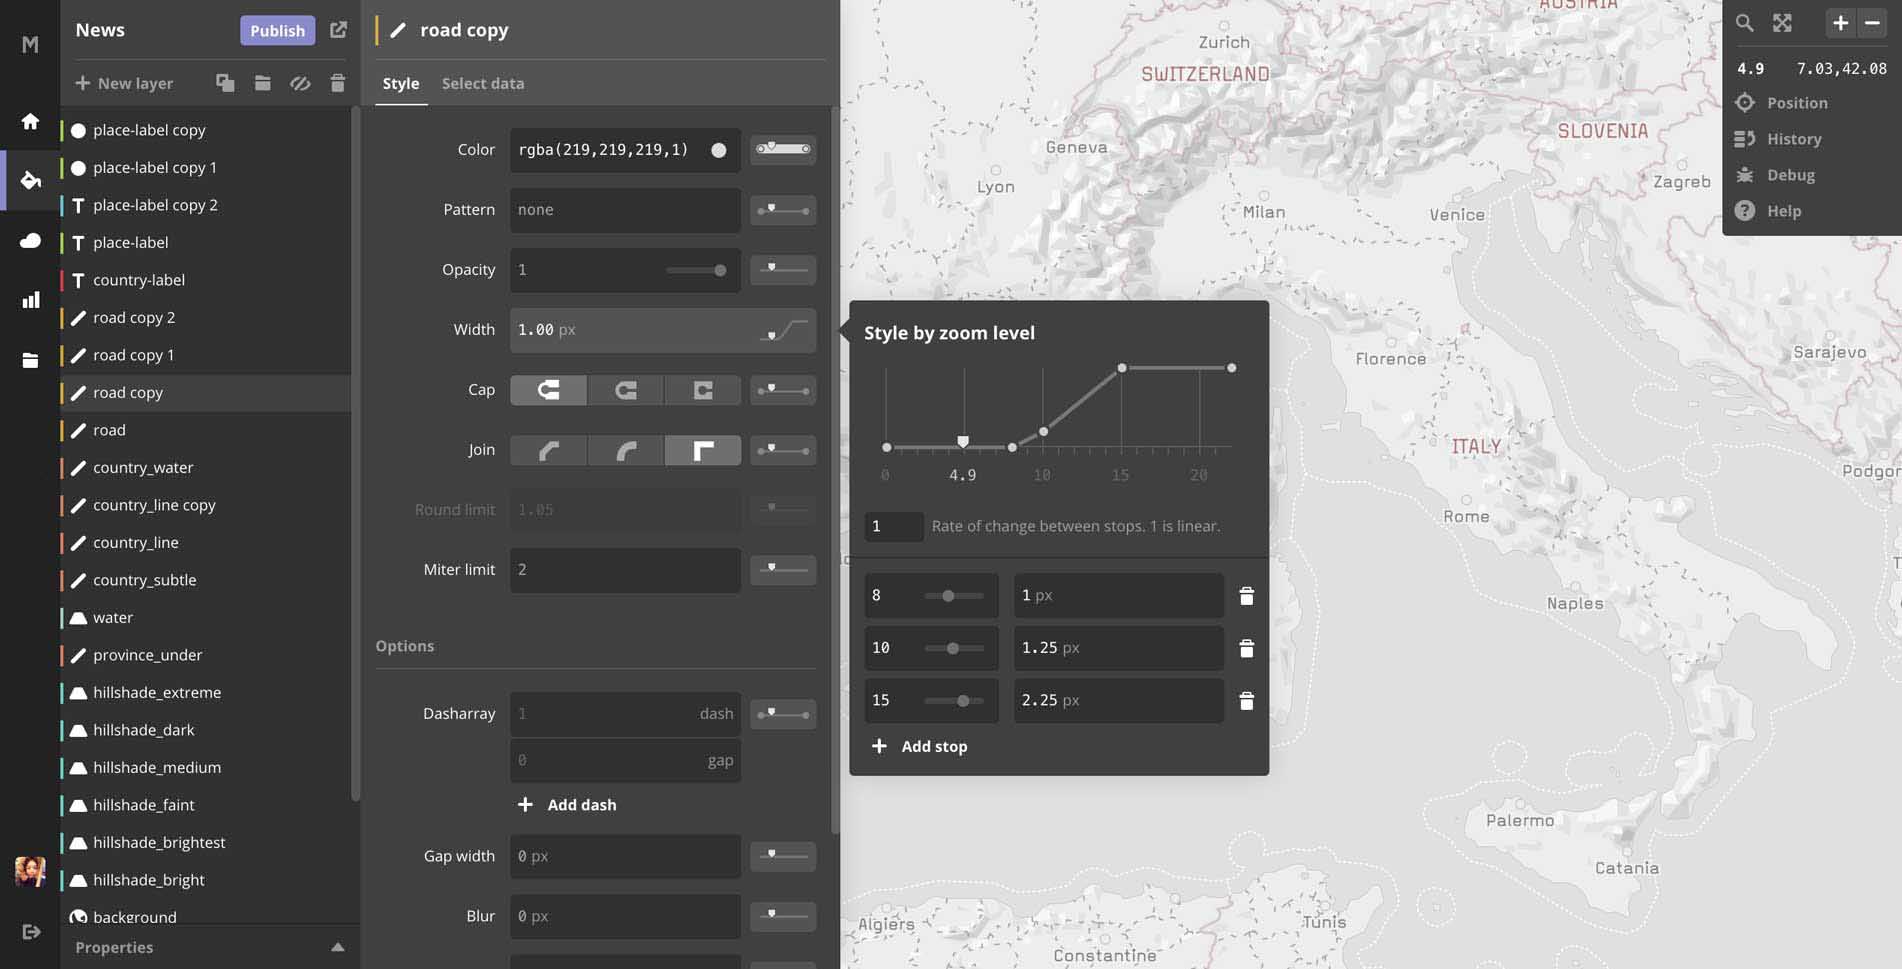 M
News
Publish
New layer
place-label copy
place-label copy 1
place-label copy 2
place-label
country-label
road copy 2
road copy 1
road copy
road
country_water
country_line copy
country_line
country_subtle
water
province_under
hillshade_extreme
hillshade_dark
hillshade_medium
hillshade_faint
hillshade_brightest
hillshade_bright
background
Properties
road copy
Style Select data
Color rgba(219,219,219,1)
Pattern none
Opacity 1
Width 1.00 px
Cap
Join
Round limit 1.05
Miter limit 2
Options
Dasharray 1 dash
0 gap
Add dash
Gap width 0 px
Blur 0 px
Style by zoom level
0 4.9 10 15 20
1 Rate of change between stops. 1 is linear.
8 1 px
10 1.25 px
15 2.25 px
Add stop
4.9 7.03,42.08
Position
History
Debug
? Help
AUSTRIA
Zurich
SWITZERLAND
SLOVENIA
Geneva
Lyon
Zagreb
Milan
Venice
Florence
Sarajevo
ITALY
Podgor
Rome
Naples
Palermo
Catania
Algiers
Tunis
Constantine